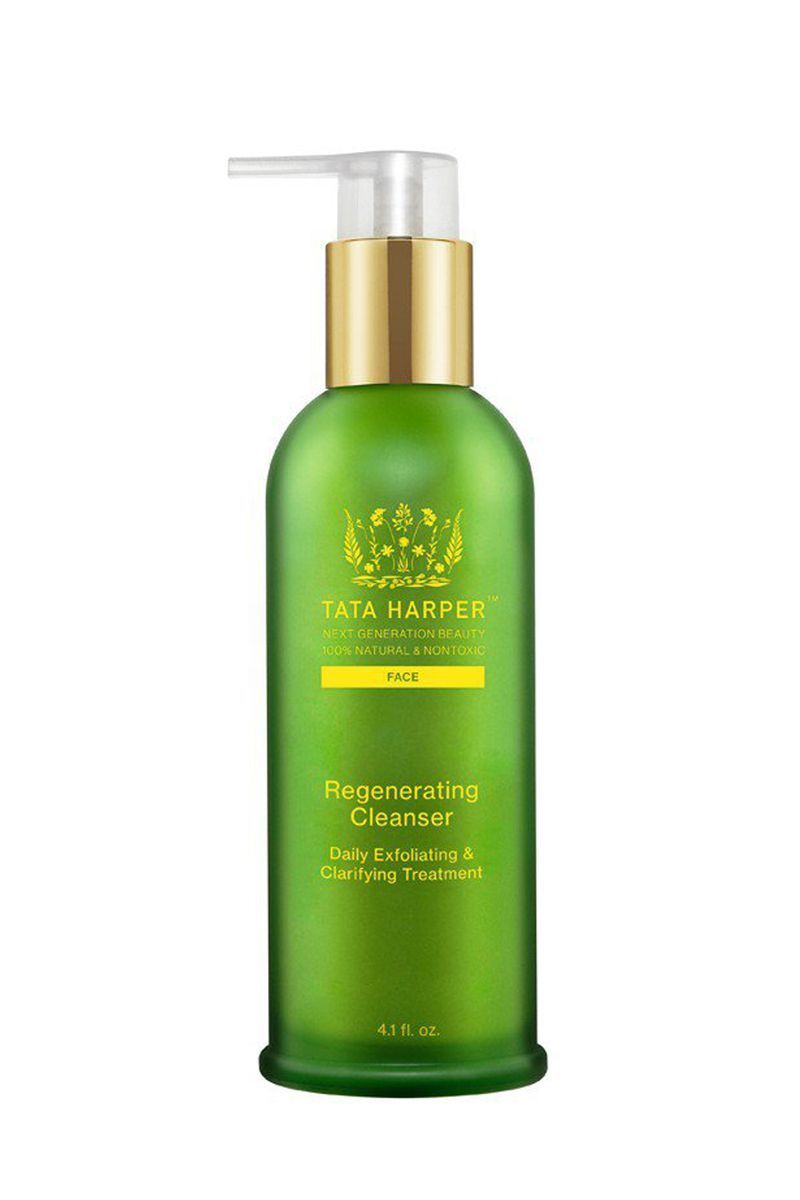 TATA HARPER™
NEXT GENERATION BEAUTY
100% NATURAL & NONTOXIC
FACE
Regenerating
Cleanser
Daily Exfoliating &
Clarifying Treatment
4.1 fl. oz.